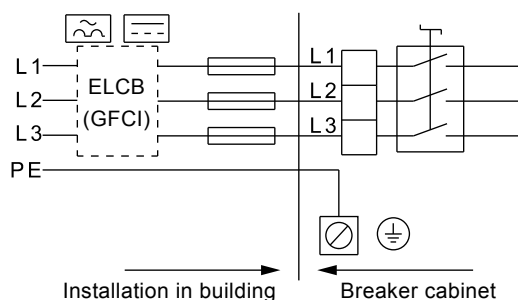 L1
ELCB
(GFCI)
L2
L3
PE
L1
L2
L3
Installation in building
Breaker cabinet